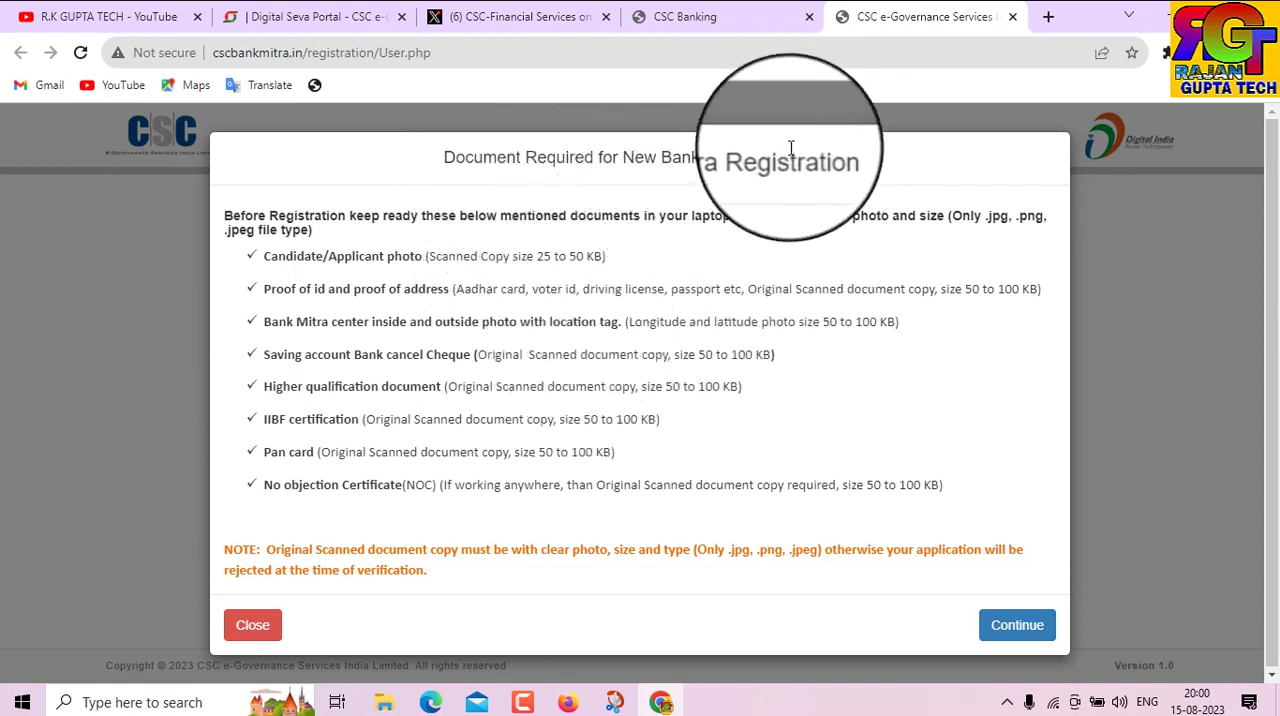 R.K GUPTA TECH - YouTube
| Digital Seva Portal - CSC e-G
(6) CSC-Financial Services on
CSC Banking
CSC e-Governance Services I
Not secure
cscbankmitra.in/registration/User.php
RGT
RAJAN
GUPTA TECH
Gmail
YouTube
Maps
Translate
CSC
E-GOVERNANCE SERVICES INDIA LIMITED
Digital India
Power To Empower
Document Required for New Bank
ra Registration
Before Registration keep ready these below mentioned documents in your laptop photo and size (Only .jpg, .png,
.jpeg file type)
✓ Candidate/Applicant photo (Scanned Copy size 25 to 50 KB)
✓ Proof of id and proof of address (Aadhar card, voter id, driving license, passport etc, Original Scanned document copy, size 50 to 100 KB)
✓ Bank Mitra center inside and outside photo with location tag. (Longitude and latitude photo size 50 to 100 KB)
✓ Saving account Bank cancel Cheque (Original Scanned document copy, size 50 to 100 KB)
✓ Higher qualification document (Original Scanned document copy, size 50 to 100 KB)
✓ IIBF certification (Original Scanned document copy, size 50 to 100 KB)
✓ Pan card (Original Scanned document copy, size 50 to 100 KB)
✓ No objection Certificate(NOC) (If working anywhere, than Original Scanned document copy required, size 50 to 100 KB)
NOTE: Original Scanned document copy must be with clear photo, size and type (Only .jpg, .png, .jpeg) otherwise your application will be
rejected at the time of verification.
Close
Continue
Copyright © 2023 CSC e-Governance Services India Limited. All rights reserved
Version 1.0
Type here to search
ENG
20:00
15-08-2023